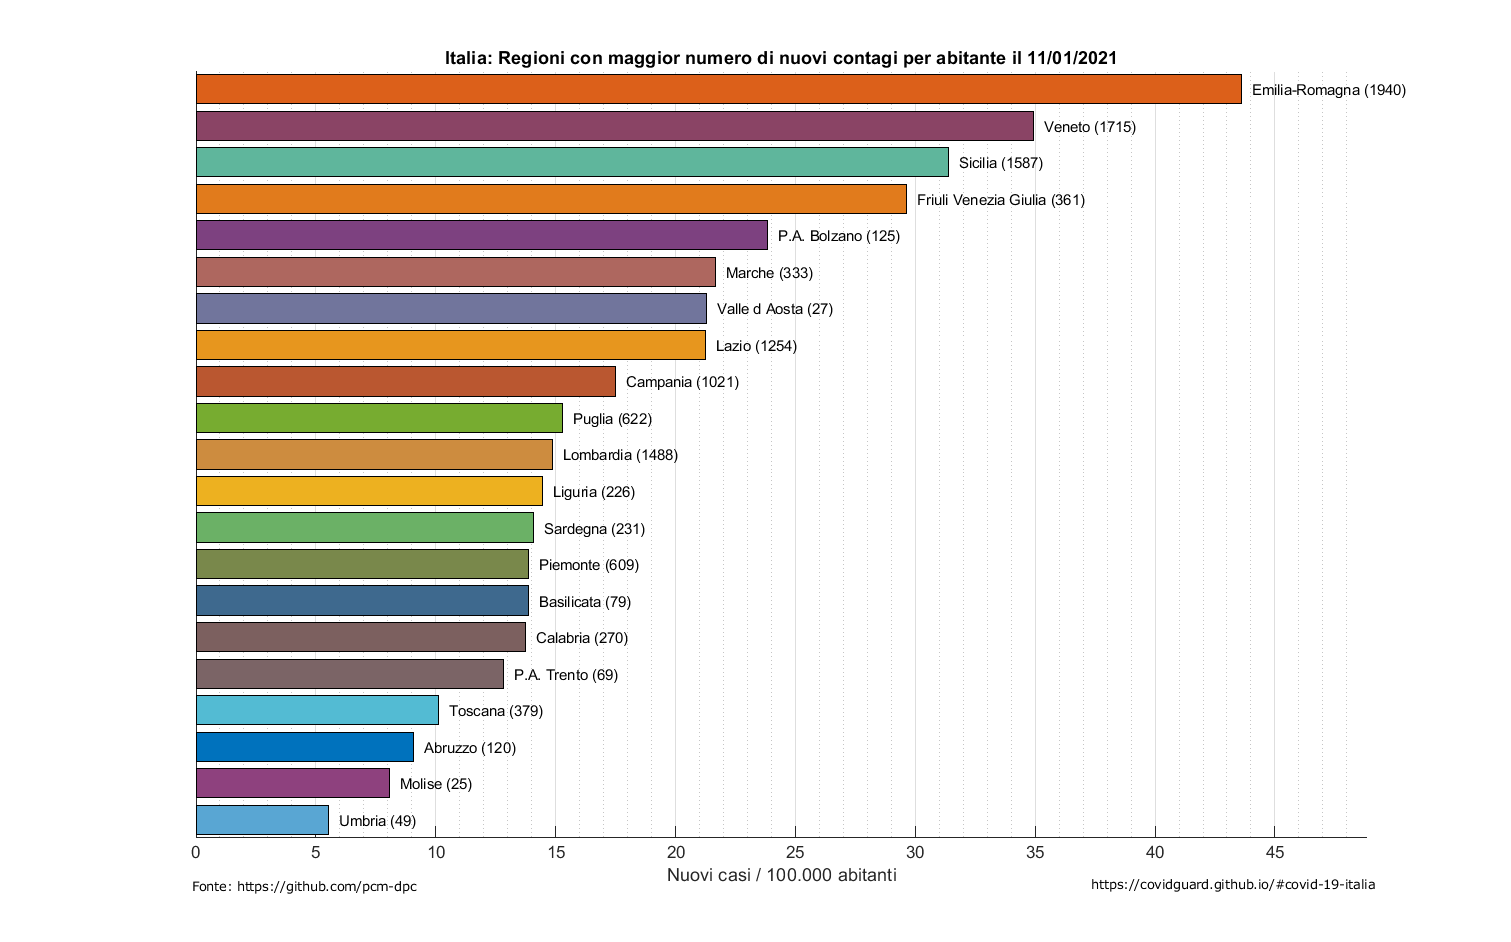 Italia: Regioni con maggior numero di nuovi contagi per abitante il 11/01/2021
Emilia-Romagna (1940)
Veneto (1715)
Sicilia (1587)
Friuli Venezia Giulia (361)
P.A. Bolzano (125)
Marche (333)
Valle d Aosta (27)
Lazio (1254)
Campania (1021)
Puglia (622)
Lombardia (1488)
Liguria (226)
Sardegna (231)
Piemonte (609)
Basilicata (79)
Calabria (270)
P.A. Trento (69)
Toscana (379)
Abruzzo (120)
Molise (25)
Umbria (49)
0 5 10 15 20 25 30 35 40 45
Nuovi casi / 100.000 abitanti
Fonte: https://github.com/pcm-dpc
https://covidguard.github.io/#covid-19-italia